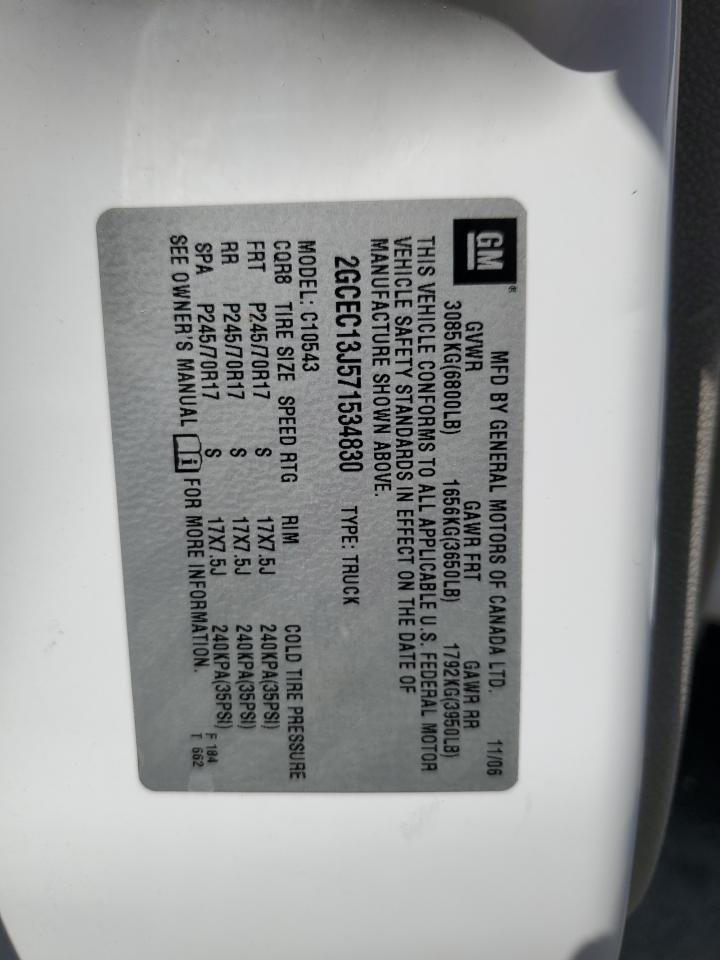 GM ®
MFD BY GENERAL MOTORS OF CANADA LTD. 11/06
GVWR GAWR FRT GAWR RR
3085KG(6800LB) 1656KG(3650LB) 1792KG(3950LB)
THIS VEHICLE CONFORMS TO ALL APPLICABLE U.S. FEDERAL MOTOR
VEHICLE SAFETY STANDARDS IN EFFECT ON THE DATE OF
MANUFACTURE SHOWN ABOVE.
2GCEC13J571534830 TYPE: TRUCK
MODEL: C10543
CQR8 TIRE SIZE SPEED RTG RIM COLD TIRE PRESSURE
FRT P245/70R17 S 17X7.5J 240KPA(35PSI)
RR P245/70R17 S 17X7.5J 240KPA(35PSI)
SPA P245/70R17 S 17X7.5J 240KPA(35PSI)
SEE OWNER'S MANUAL i FOR MORE INFORMATION.
F 184
T 662